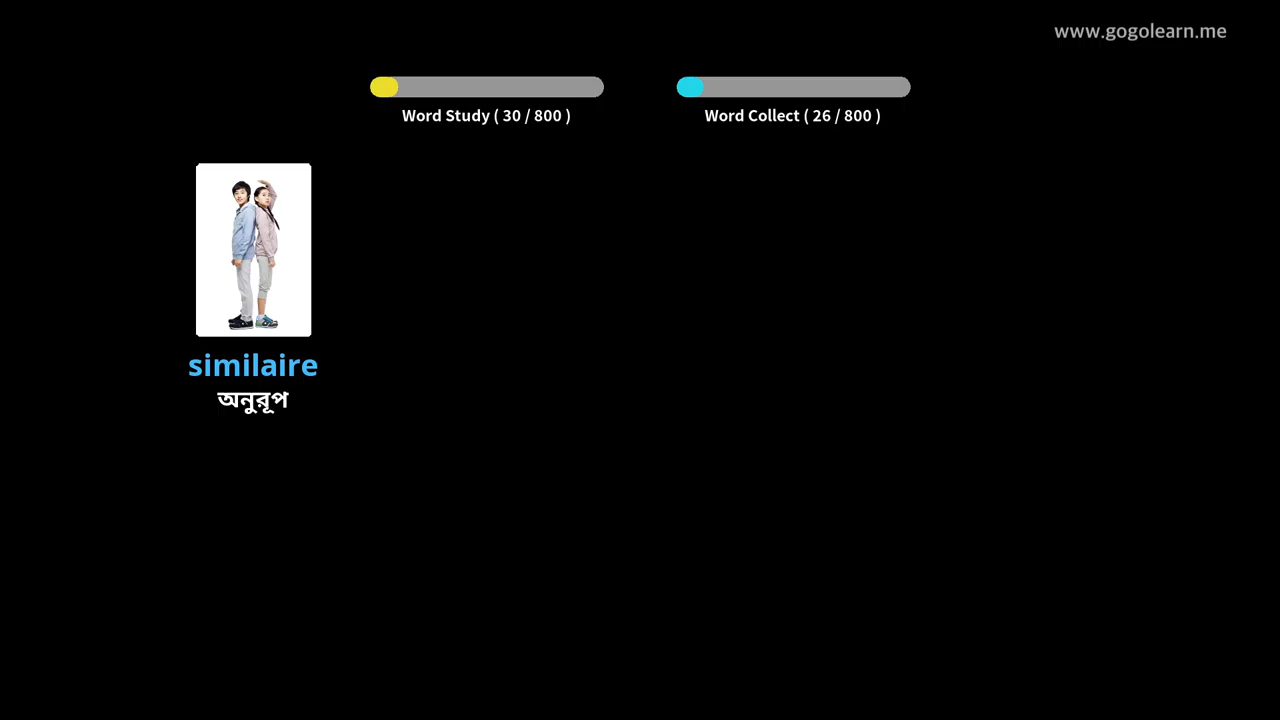 www.gogolearn.me
Word Study ( 30 / 800 )
Word Collect ( 26 / 800 )
similaire
অনুরূপ